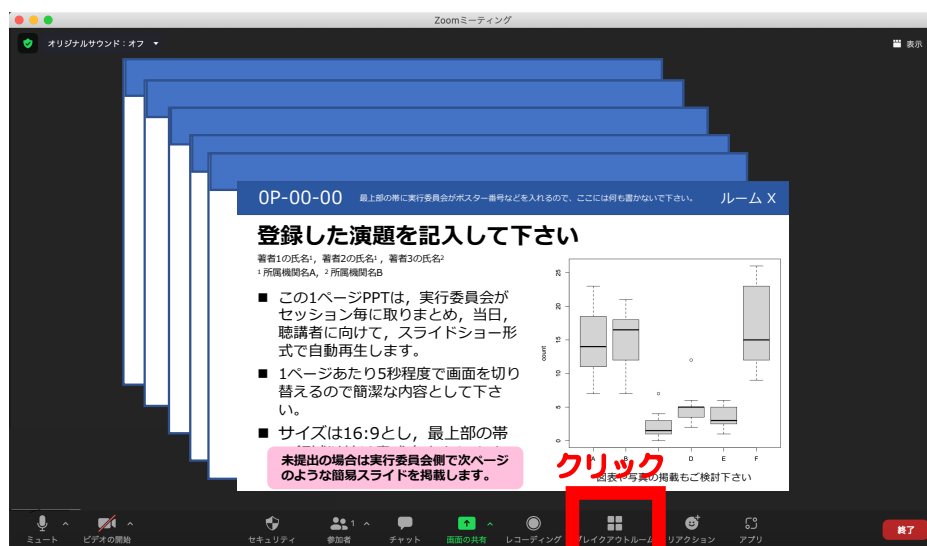 Zoomミーティング
オリジナルサウンド：オフ
表示
OP-00-00
最上部の帯に実行委員会がポスター番号などを入れるので、ここには何も書かないで下さい。
ルーム X
登録した演題を記入して下さい
著者1の氏名¹, 著者2の氏名¹, 著者3の氏名²
¹ 所属機関名A, ² 所属機関名B
■ この1ページPPTは，実行委員会が
セッション毎に取りまとめ，当日，
聴講者に向けて，スライドショー形
式で自動再生します。
■ 1ページあたり5秒程度で画面を切り
替えるので簡潔な内容として下さ
い。
■ サイズは16:9とし，最上部の帯
未提出の場合は実行委員会側で次ページ
のような簡易スライドを掲載します。
count
0
5
10
15
20
25
A B D E F
クリック
図表や写真の掲載もご検討下さい
ミュート
ビデオの開始
セキュリティ
1
参加者
チャット
画面の共有
レコーディング
ブレイクアウトルーム
リアクション
アプリ
終了